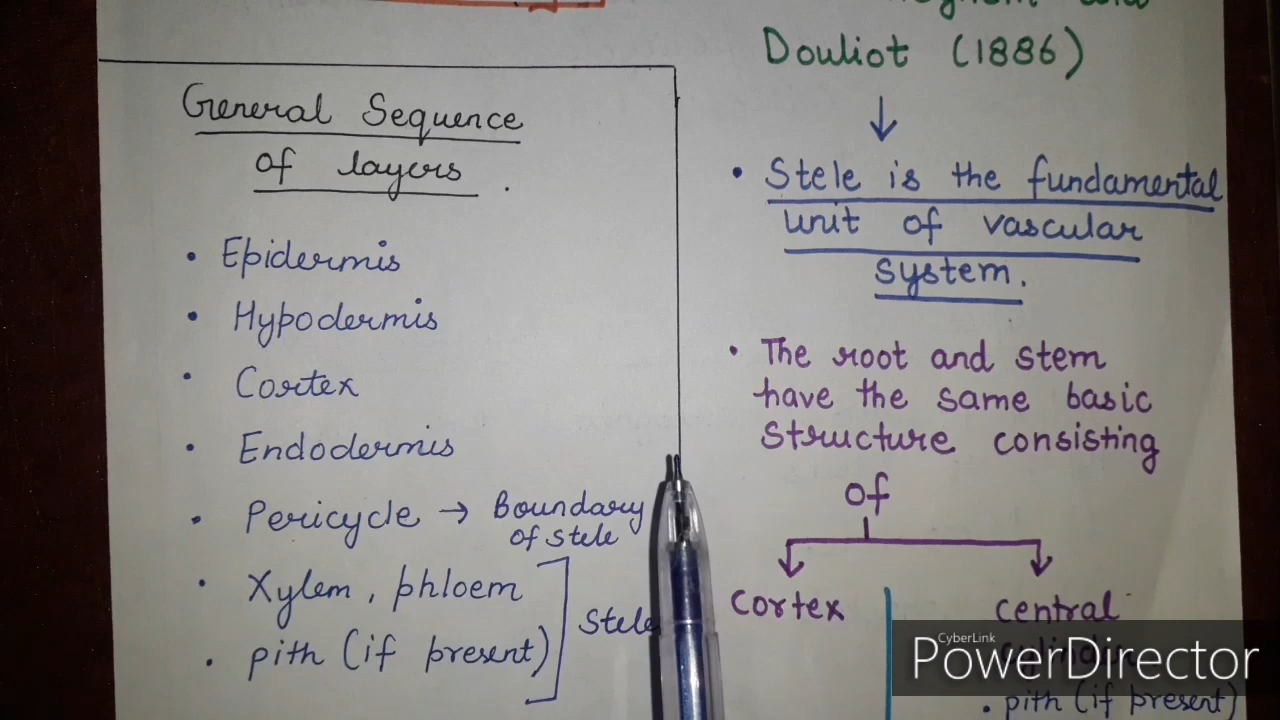 General Sequence
of layers.
• Epidermis
• Hypodermis
• Cortex
• Endodermis
• Pericycle → Boundary
of stele
• Xylem, phloem
• pith (if present)
Stele
Douliot (1886)
↓
• Stele is the fundamental
unit of vascular
system.
• The root and stem
have the same basic
structure consisting
of
cortex
central
• pith (if present)
CyberLink
PowerDirector